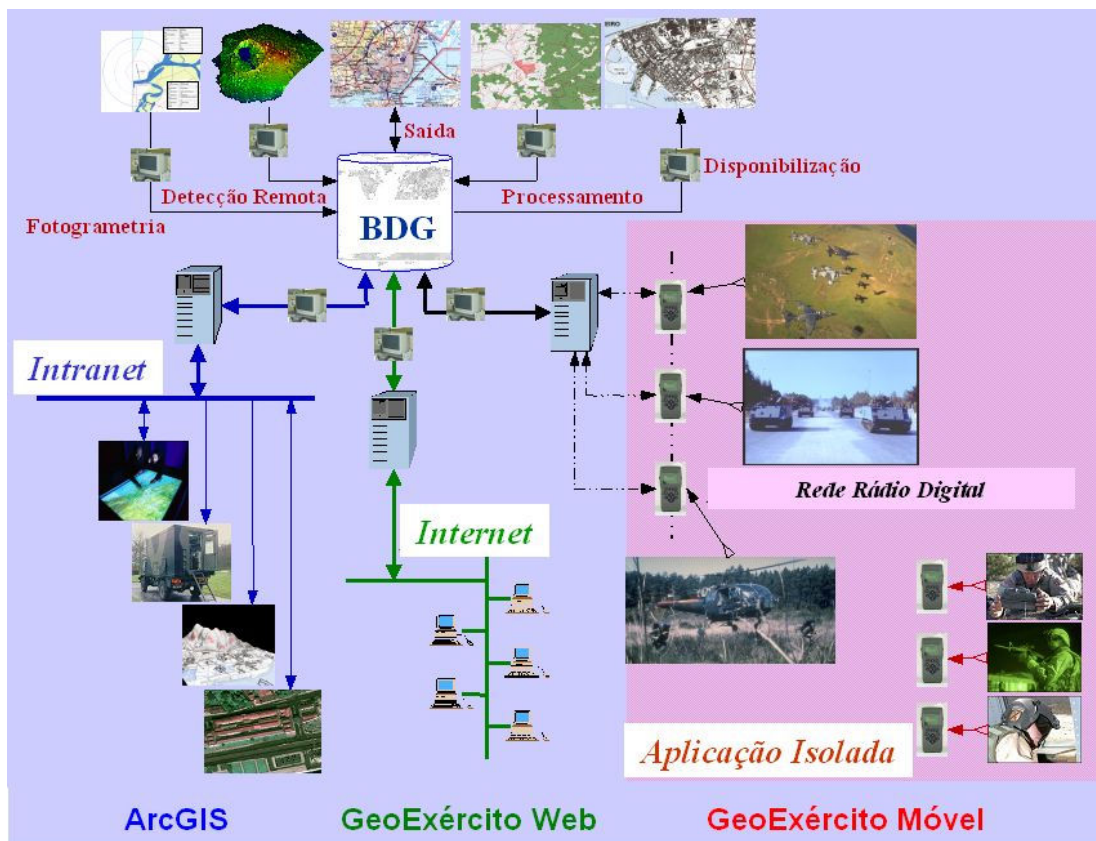 Saída
Disponibilização
Detecção Remota
Processamento
Fotogrametria
BDG
Intranet
Rede Rádio Digital
Internet
Aplicação Isolada
ArcGIS
GeoExército Web
GeoExército Móvel